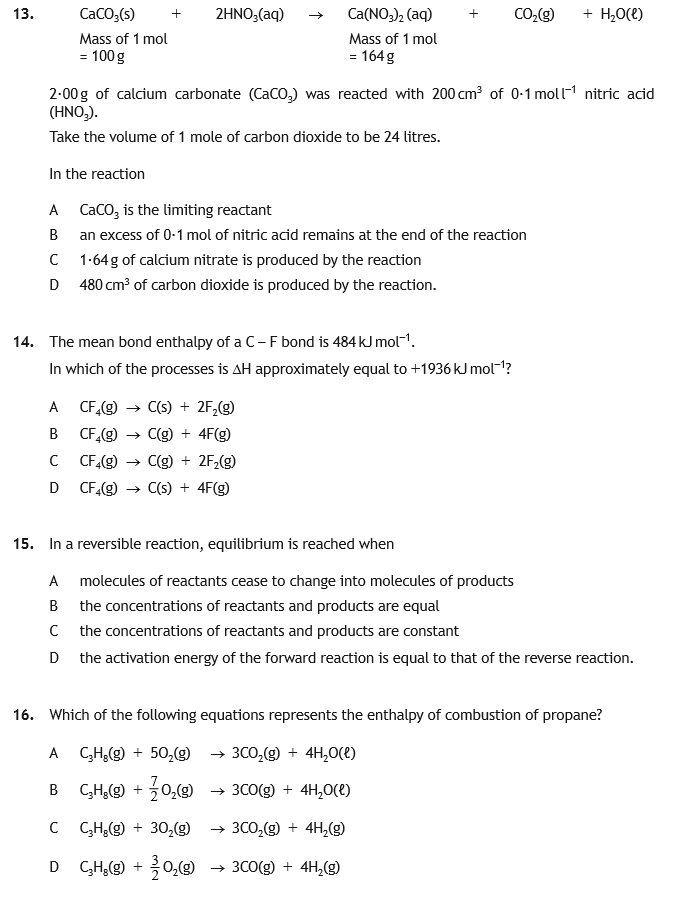 13. CaCO₃(s) + 2HNO₃(aq) → Ca(NO₃)₂ (aq) + CO₂(g) + H₂O(ℓ)
Mass of 1 mol Mass of 1 mol
= 100 g = 164 g
2·00 g of calcium carbonate (CaCO₃) was reacted with 200 cm³ of 0·1 mol l⁻¹ nitric acid
(HNO₃).
Take the volume of 1 mole of carbon dioxide to be 24 litres.
In the reaction
A CaCO₃ is the limiting reactant
B an excess of 0·1 mol of nitric acid remains at the end of the reaction
C 1·64 g of calcium nitrate is produced by the reaction
D 480 cm³ of carbon dioxide is produced by the reaction.
14. The mean bond enthalpy of a C – F bond is 484 kJ mol⁻¹.
In which of the processes is ΔH approximately equal to +1936 kJ mol⁻¹?
A CF₄(g) → C(s) + 2F₂(g)
B CF₄(g) → C(g) + 4F(g)
C CF₄(g) → C(g) + 2F₂(g)
D CF₄(g) → C(s) + 4F(g)
15. In a reversible reaction, equilibrium is reached when
A molecules of reactants cease to change into molecules of products
B the concentrations of reactants and products are equal
C the concentrations of reactants and products are constant
D the activation energy of the forward reaction is equal to that of the reverse reaction.
16. Which of the following equations represents the enthalpy of combustion of propane?
A C₃H₈(g) + 5O₂(g) → 3CO₂(g) + 4H₂O(ℓ)
B C₃H₈(g) + 7/2 O₂(g) → 3CO(g) + 4H₂O(ℓ)
C C₃H₈(g) + 3O₂(g) → 3CO₂(g) + 4H₂(g)
D C₃H₈(g) + 3/2 O₂(g) → 3CO(g) + 4H₂(g)